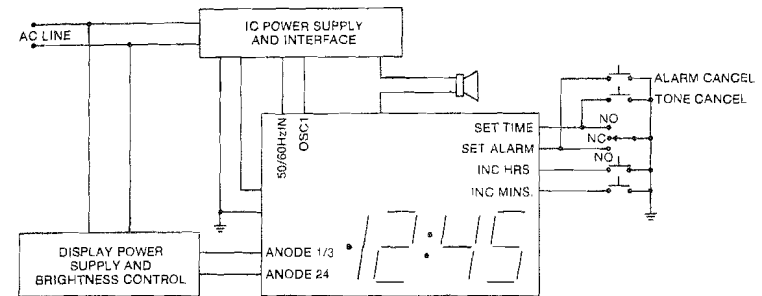 IC POWER SUPPLY
AND INTERFACE
AC LINE
ALARM CANCEL
TONE CANCEL
50/60HzIN
OSC1
SET TIME
NO
NC
SET ALARM
NO
INC HRS
INC MINS.
12:45
DISPLAY POWER
SUPPLY AND
BRIGHTNESS CONTROL
ANODE 1/3
ANODE 24